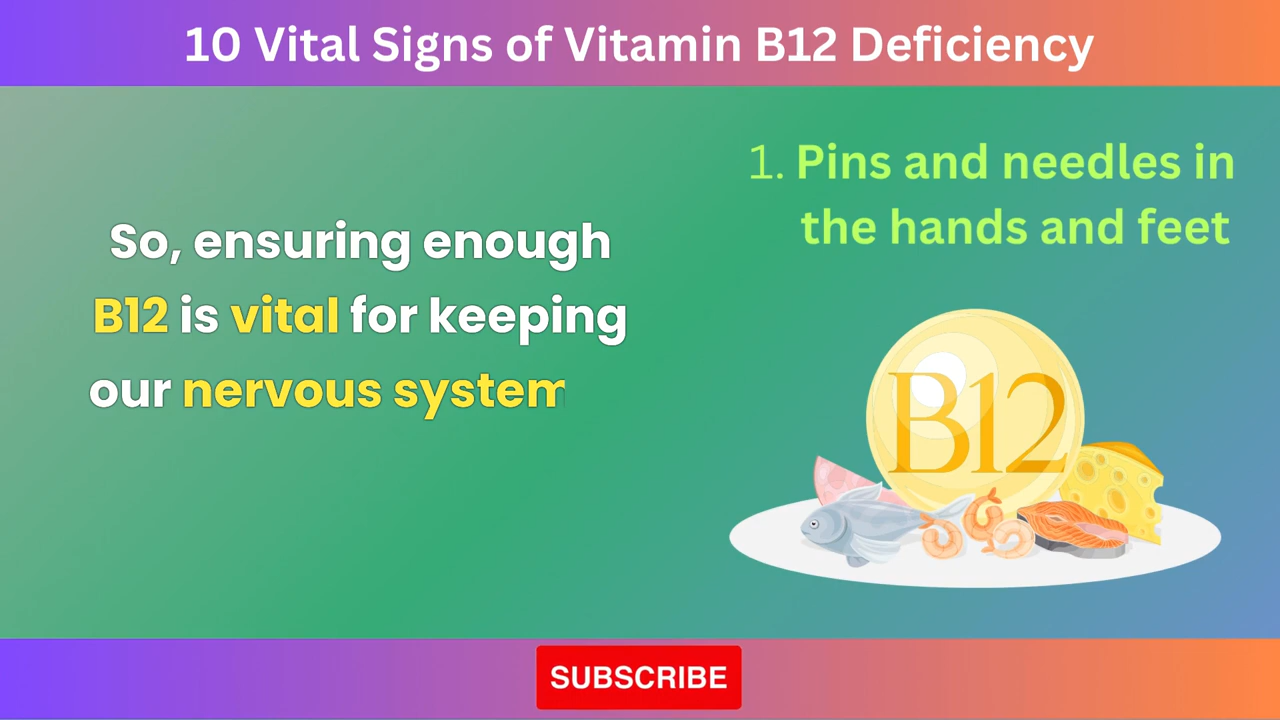 10 Vital Signs of Vitamin B12 Deficiency
1. Pins and needles in
the hands and feet
So, ensuring enough
B12 is vital for keeping
our nervous system
B12
SUBSCRIBE